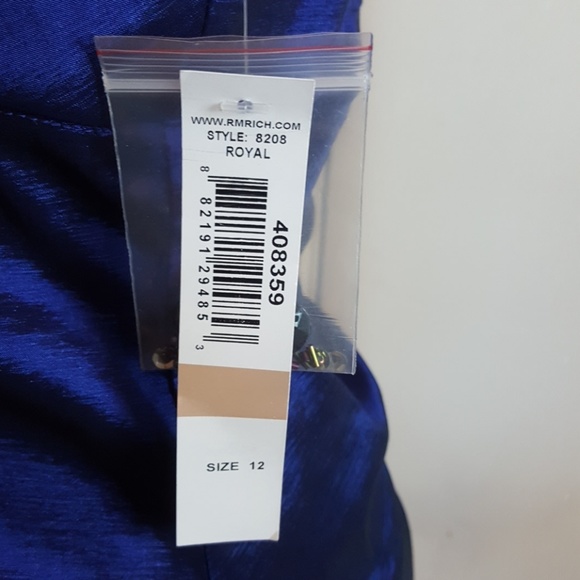 WWW.RMRICH.COM
STYLE: 8208
ROYAL
408359
8 82191 29485 3
SIZE 12